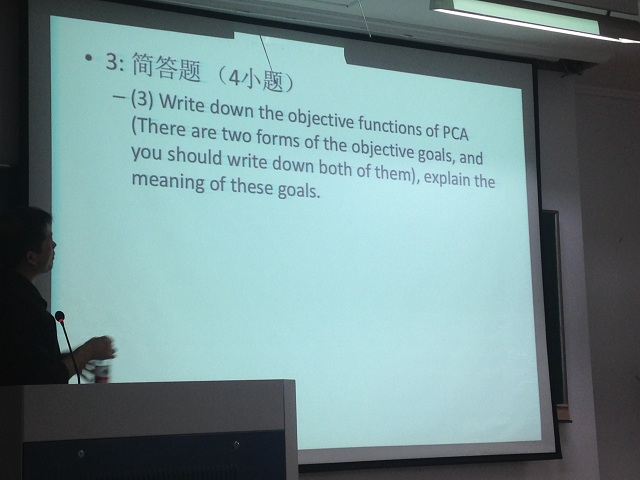 • 3: 简答题 （4小题）
– (3) Write down the objective functions of PCA
(There are two forms of the objective goals, and
you should write down both of them), explain the
meaning of these goals.